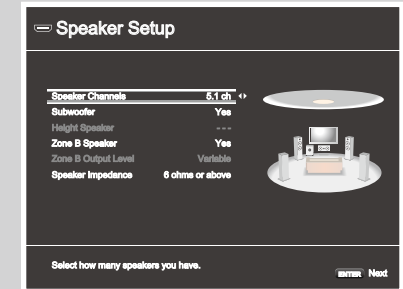 Speaker Setup
Speaker Channels 5.1 ch
Subwoofer Yes
Height Speaker ---
Zone B Speaker Yes
Zone B Output Level Variable
Speaker Impedance 6 ohms or above
Select how many speakers you have.
ENTER Next